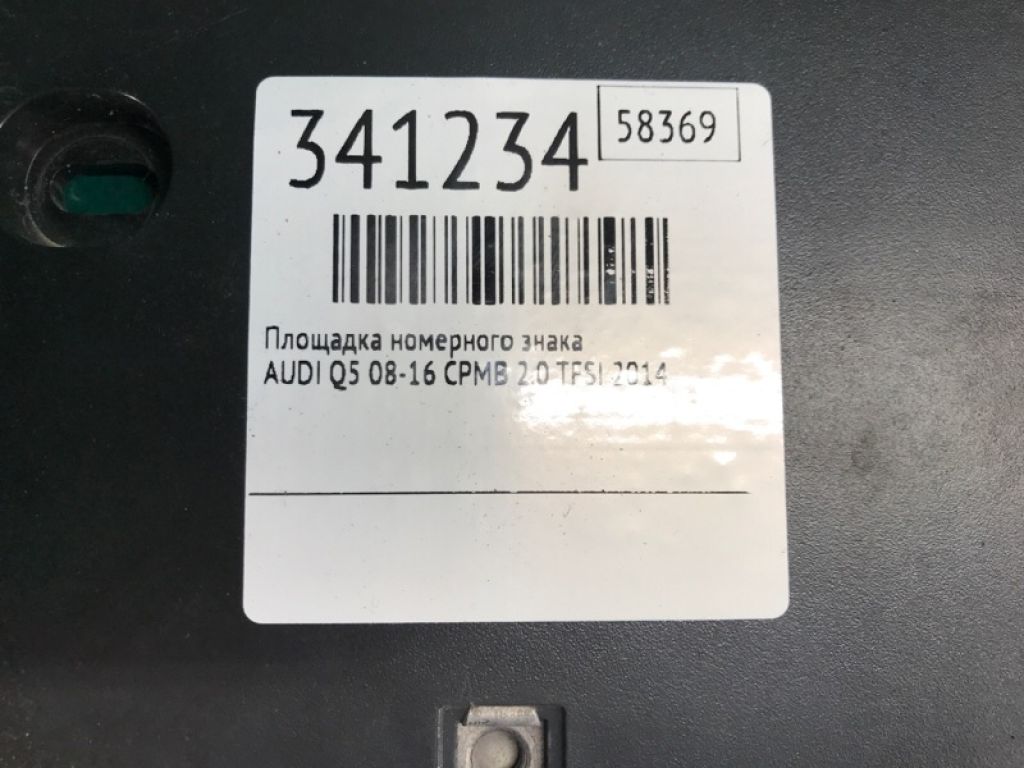 341234
58369
Площадка номерного знака
AUDI Q5 08-16 CPMB 2.0 TFSI 2014